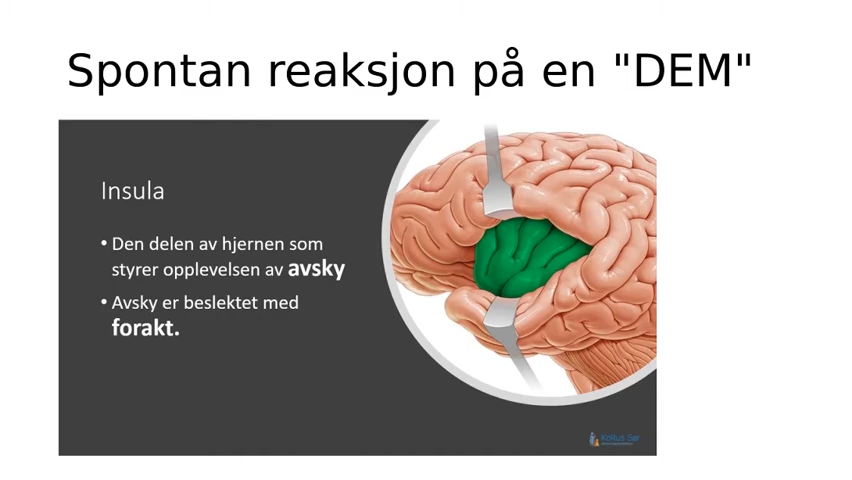 Spontan reaksjon på en "DEM"
Insula
• Den delen av hjernen som
styrer opplevelsen av avsky
• Avsky er beslektet med
forakt.